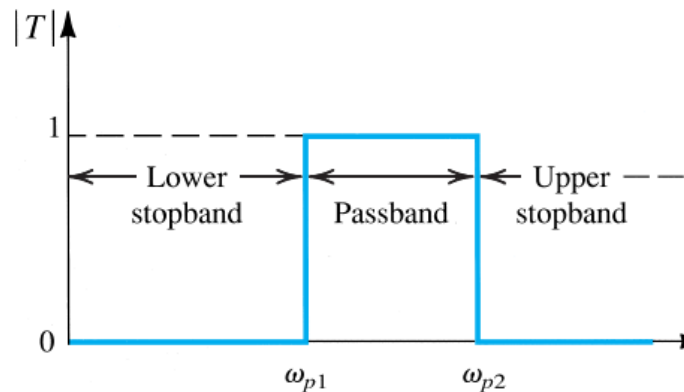 |T|
1
Lower
stopband
Passband
Upper
stopband
0
ωp1
ωp2